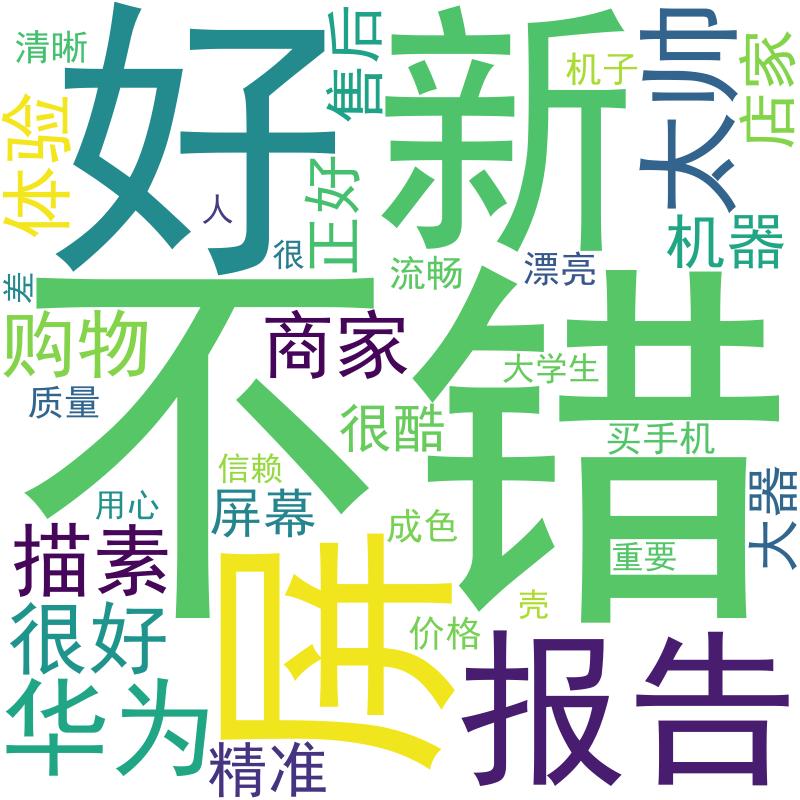 清晰
好
售后
新
机子
太帅
店家
体验
人
正好
很
机器
流畅
漂亮
差
不错
购物
商家
大学生
质量
很酷
买手机
信赖
用心
屏幕
太器
成色
描素
屏
重要
壳
很好
价格
报告
华为
精准